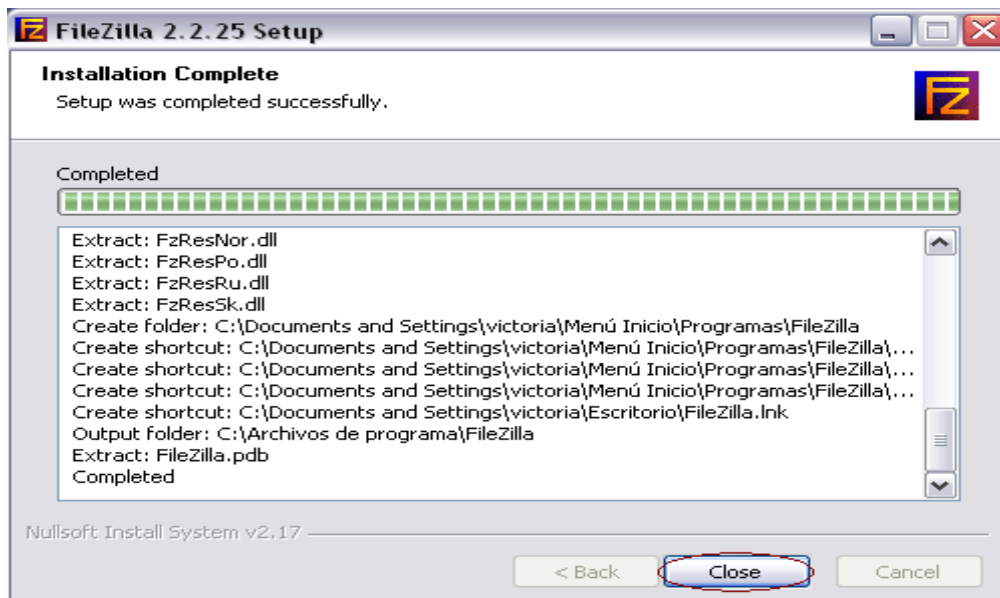 FileZilla 2.2.25 Setup
Installation Complete
Setup was completed successfully.
FZ
Completed
Extract: FzResNor.dll
Extract: FzResPo.dll
Extract: FzResRu.dll
Extract: FzResSk.dll
Create folder: C:\Documents and Settings\victoria\Menú Inicio\Programas\FileZilla
Create shortcut: C:\Documents and Settings\victoria\Menú Inicio\Programas\FileZilla\...
Create shortcut: C:\Documents and Settings\victoria\Menú Inicio\Programas\FileZilla\...
Create shortcut: C:\Documents and Settings\victoria\Menú Inicio\Programas\FileZilla\...
Create shortcut: C:\Documents and Settings\victoria\Escritorio\FileZilla.lnk
Output folder: C:\Archivos de programa\FileZilla
Extract: FileZilla.pdb
Completed
Nullsoft Install System v2.17
< Back Close Cancel